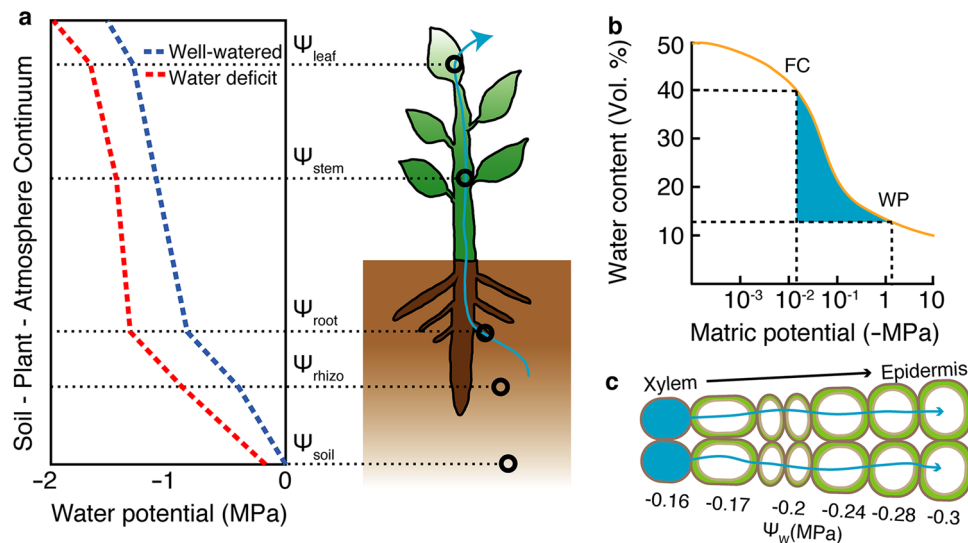 a
Soil - Plant - Atmosphere Continuum
Well-watered
Water deficit
Ψleaf
Ψstem
Ψroot
Ψrhizo
Ψsoil
−2
−1
0
Water potential (MPa)
b
Water content (Vol. %)
50
40
30
20
10
FC
WP
10⁻³
10⁻²
10⁻¹
1
10
Matric potential (−MPa)
c
Xylem
Epidermis
-0.16
-0.17
-0.2
-0.24
-0.28
-0.3
Ψw(MPa)